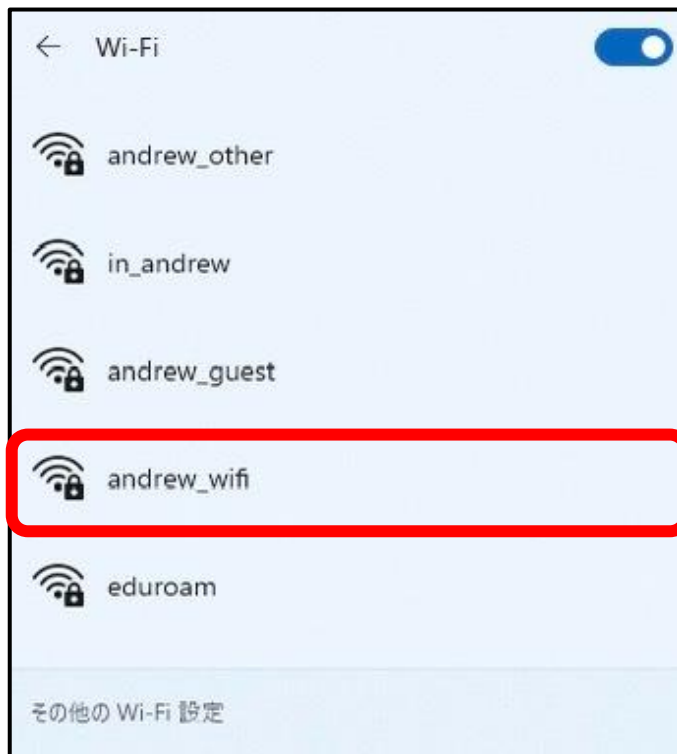 Wi-Fi
andrew_other
in_andrew
andrew_guest
andrew_wifi
eduroam
その他の Wi-Fi 設定